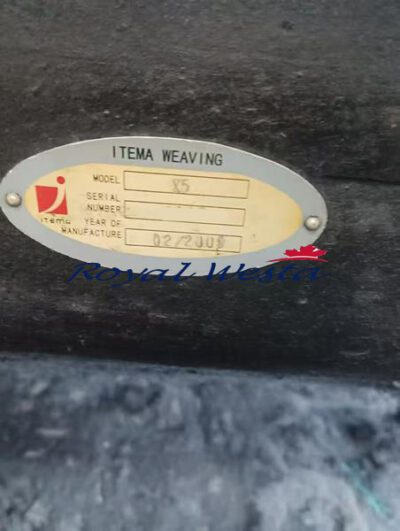 ITEMA WEAVING
MODEL X5
SERIAL
NUMBER
itema YEAR OF
MANUFACTURE
Royal Westa